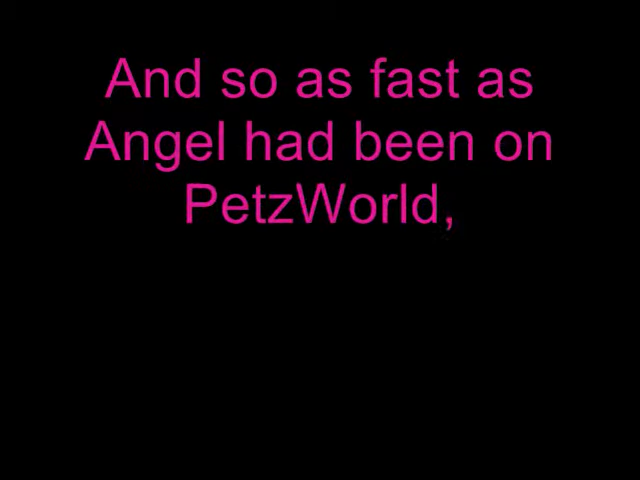 And so as fast as
Angel had been on
PetzWorld,